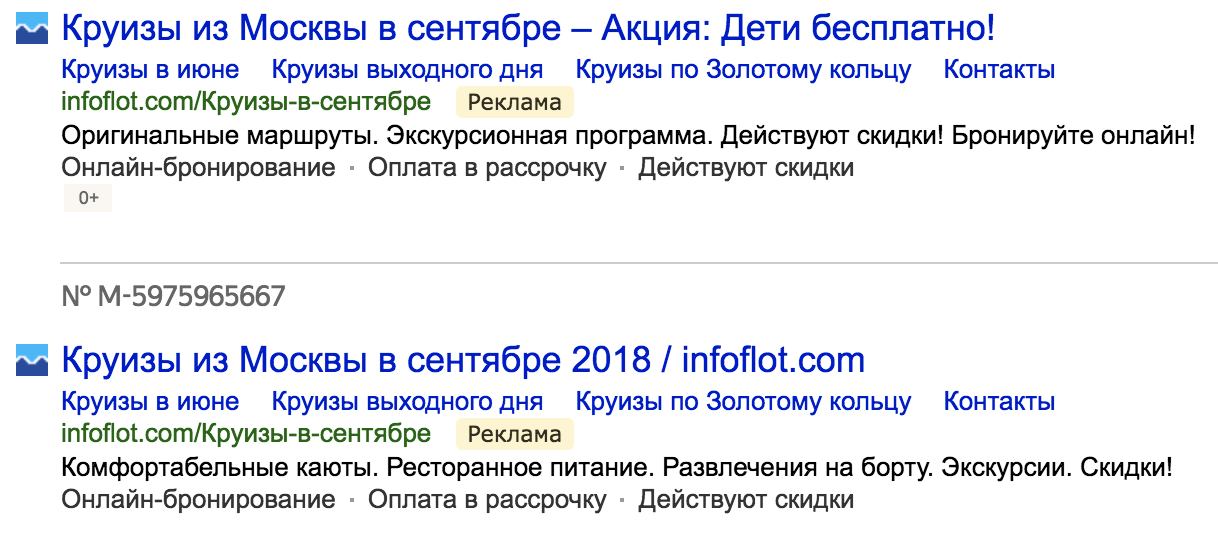 Круизы из Москвы в сентябре – Акция: Дети бесплатно!
Круизы в июне Круизы выходного дня Круизы по Золотому кольцу Контакты
infoflot.com/Круизы-в-сентябре Реклама
Оригинальные маршруты. Экскурсионная программа. Действуют скидки! Бронируйте онлайн!
Онлайн-бронирование · Оплата в рассрочку · Действуют скидки
0+
№ M-5975965667
Круизы из Москвы в сентябре 2018 / infoflot.com
Круизы в июне Круизы выходного дня Круизы по Золотому кольцу Контакты
infoflot.com/Круизы-в-сентябре Реклама
Комфортабельные каюты. Ресторанное питание. Развлечения на борту. Экскурсии. Скидки!
Онлайн-бронирование · Оплата в рассрочку · Действуют скидки